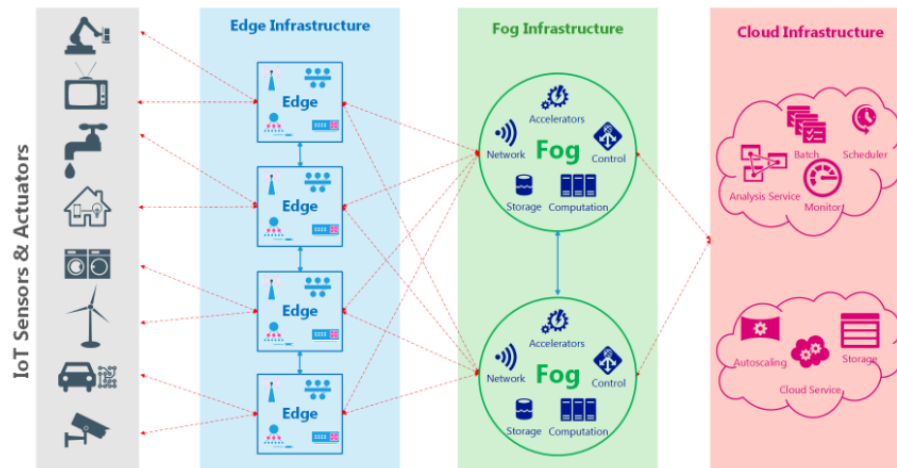 IoT Sensors & Actuators
Edge Infrastructure
Edge
Edge
Edge
Edge
Fog Infrastructure
Accelerators
Network
Fog
Control
Storage
Computation
Accelerators
Network
Fog
Control
Storage
Computation
Cloud Infrastructure
Batch
Scheduler
Analysis Service
Monitor
Autoscaling
Storage
Cloud Service